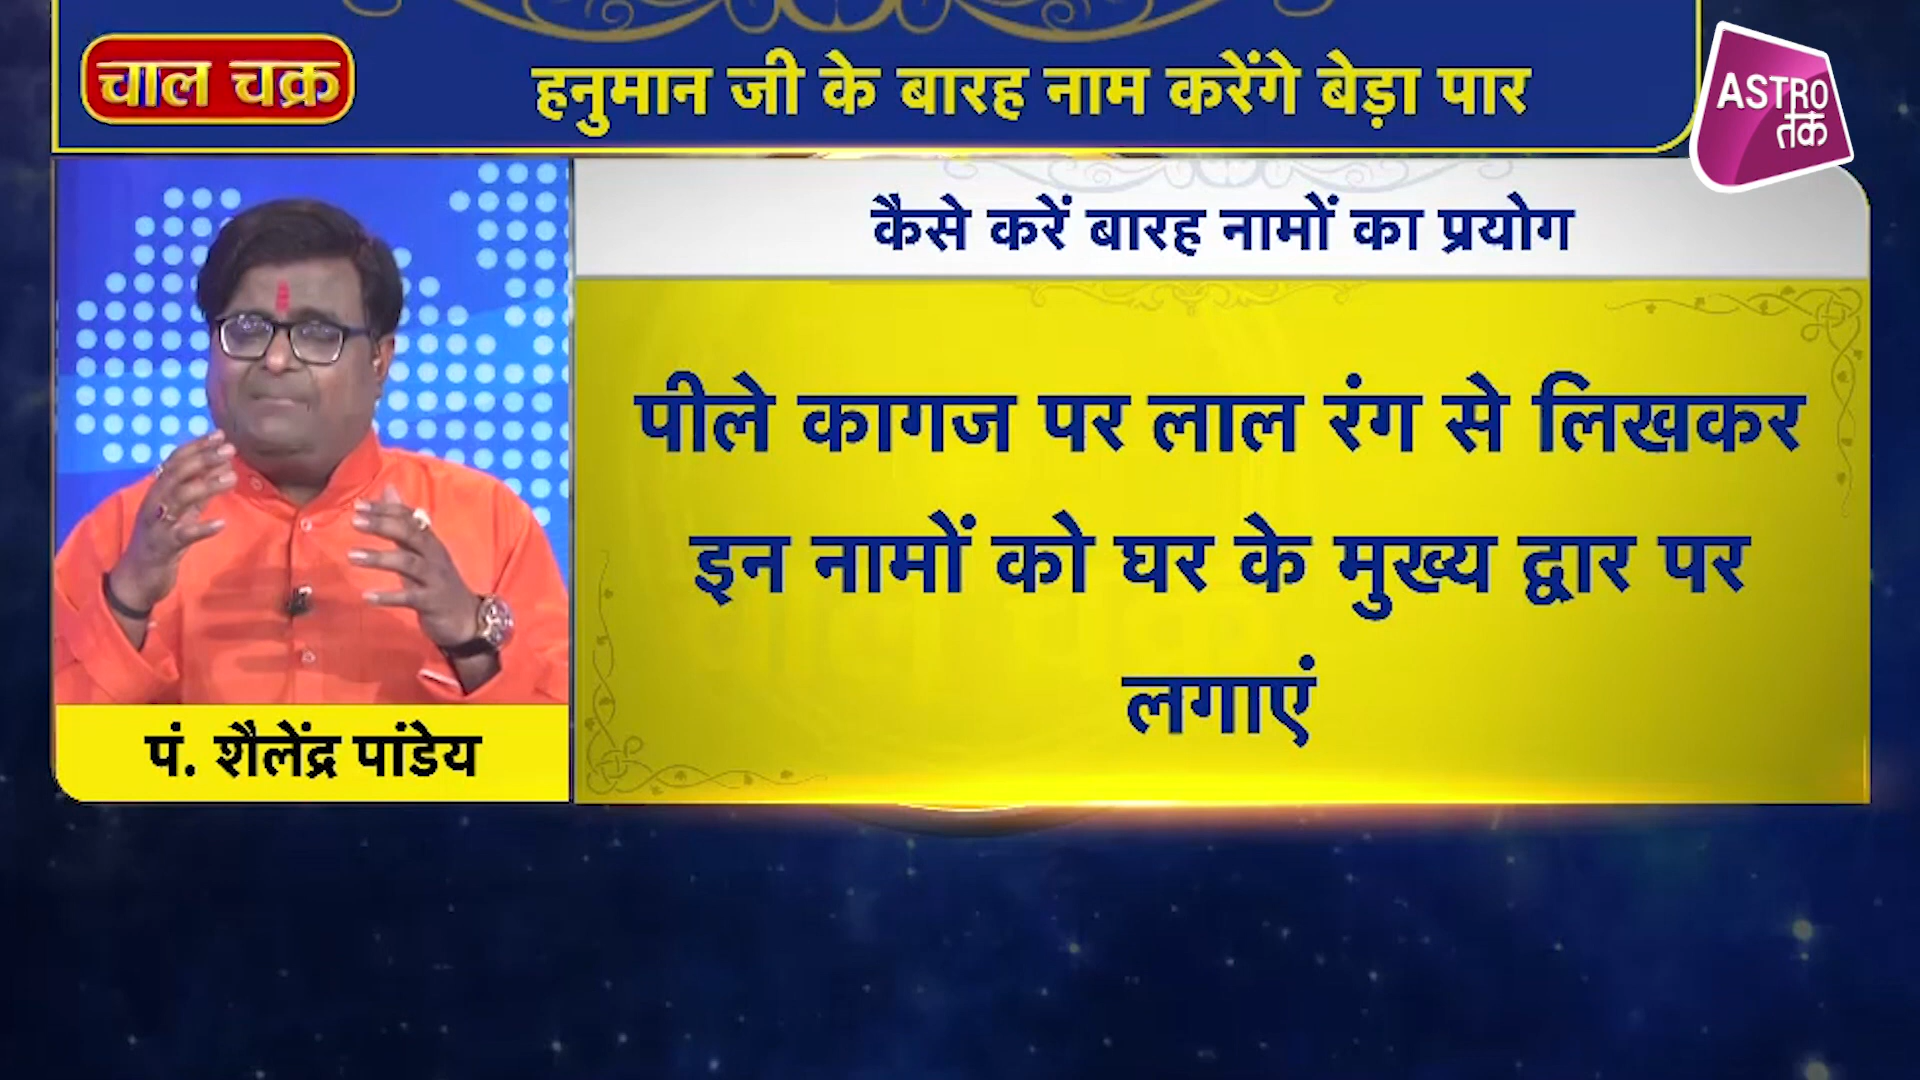 चाल चक्र
हनुमान जी के बारह नाम करेंगे बेड़ा पार
ASTRO
तक
कैसे करें बारह नामों का प्रयोग
पीले कागज पर लाल रंग से लिखकर
इन नामों को घर के मुख्य द्वार पर
लगाएं
पं. शैलेंद्र पांडेय